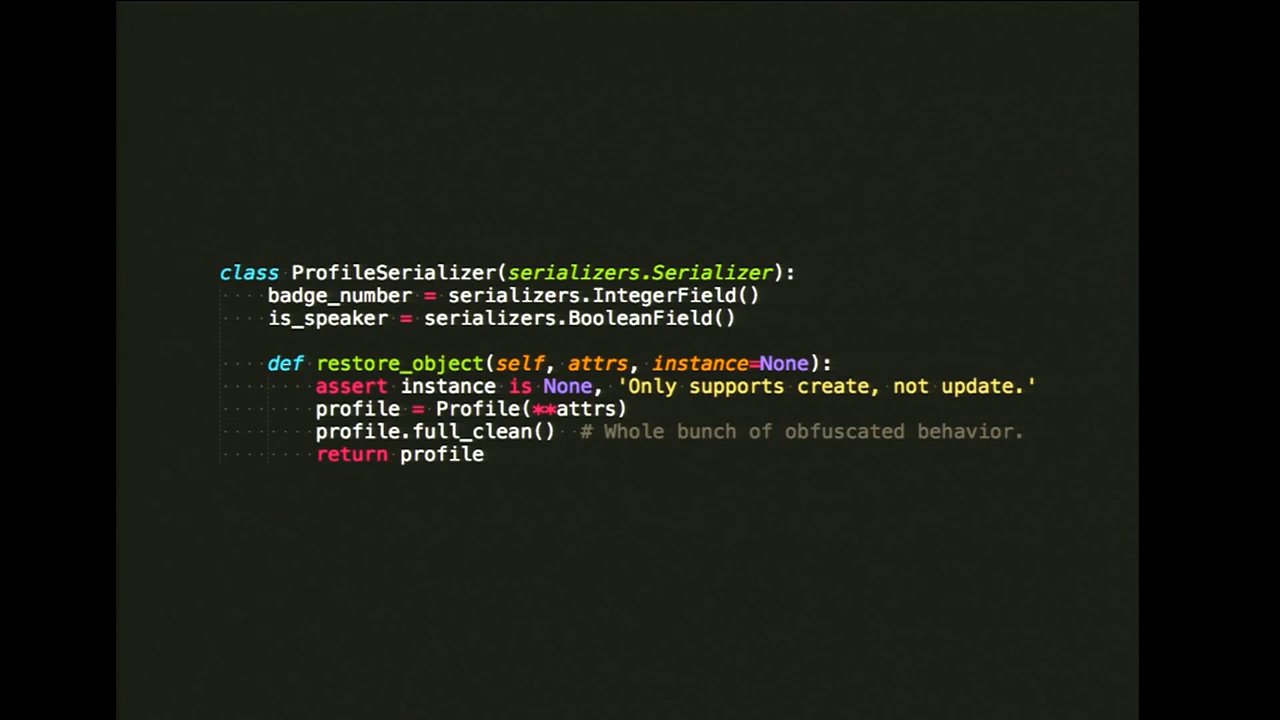 class ProfileSerializer(serializers.Serializer):
    badge_number = serializers.IntegerField()
    is_speaker = serializers.BooleanField()

    def restore_object(self, attrs, instance=None):
        assert instance is None, 'Only supports create, not update.'
        profile = Profile(**attrs)
        profile.full_clean()  # Whole bunch of obfuscated behavior.
        return profile